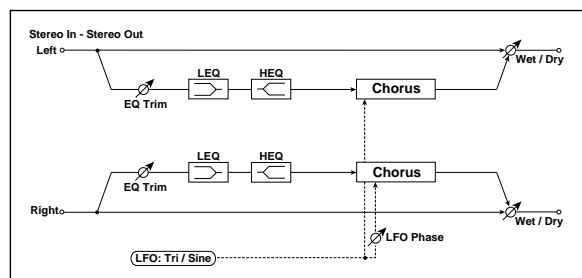 Stereo In - Stereo Out
Left
Wet / Dry
EQ Trim
LEQ
HEQ
Chorus
LEQ
HEQ
Chorus
EQ Trim
Right
Wet / Dry
LFO Phase
LFO: Tri / Sine